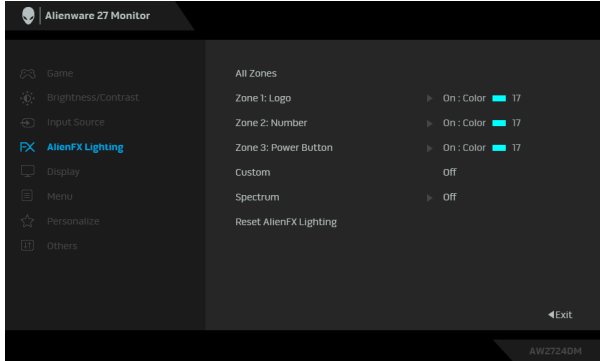 Alienware 27 Monitor
Game
Brightness/Contrast
Input Source
FX AlienFX Lighting
Display
Menu
Personalize
Others
All Zones
Zone 1: Logo On : Color 17
Zone 2: Number On : Color 17
Zone 3: Power Button On : Color 17
Custom Off
Spectrum Off
Reset AlienFX Lighting
Exit
AW2724DM